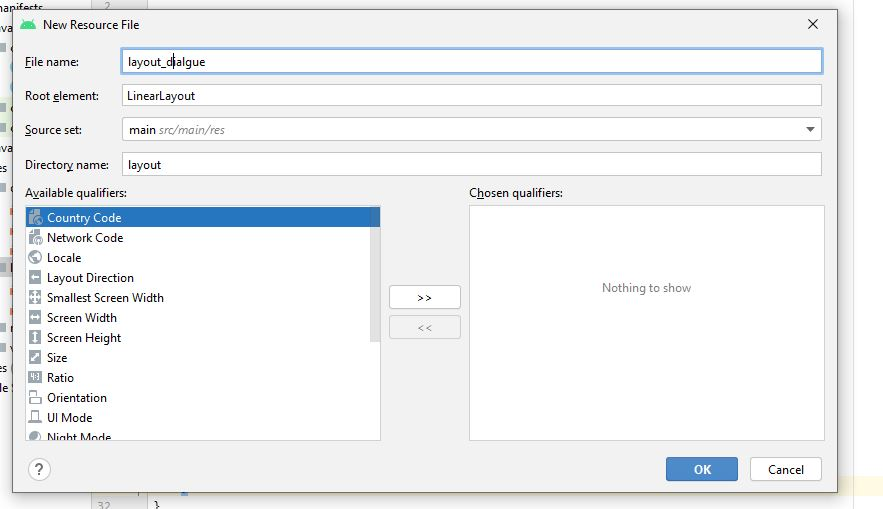 2
New Resource File
File name:
layout_dialgue
Root element:
LinearLayout
Source set:
main src/main/res
Directory name:
layout
Available qualifiers:
Chosen qualifiers:
Country Code
Network Code
Locale
Layout Direction
Smallest Screen Width
Screen Width
Screen Height
Size
Ratio
Orientation
UI Mode
Night Mode
>>
<<
Nothing to show
?
OK
Cancel
32
}